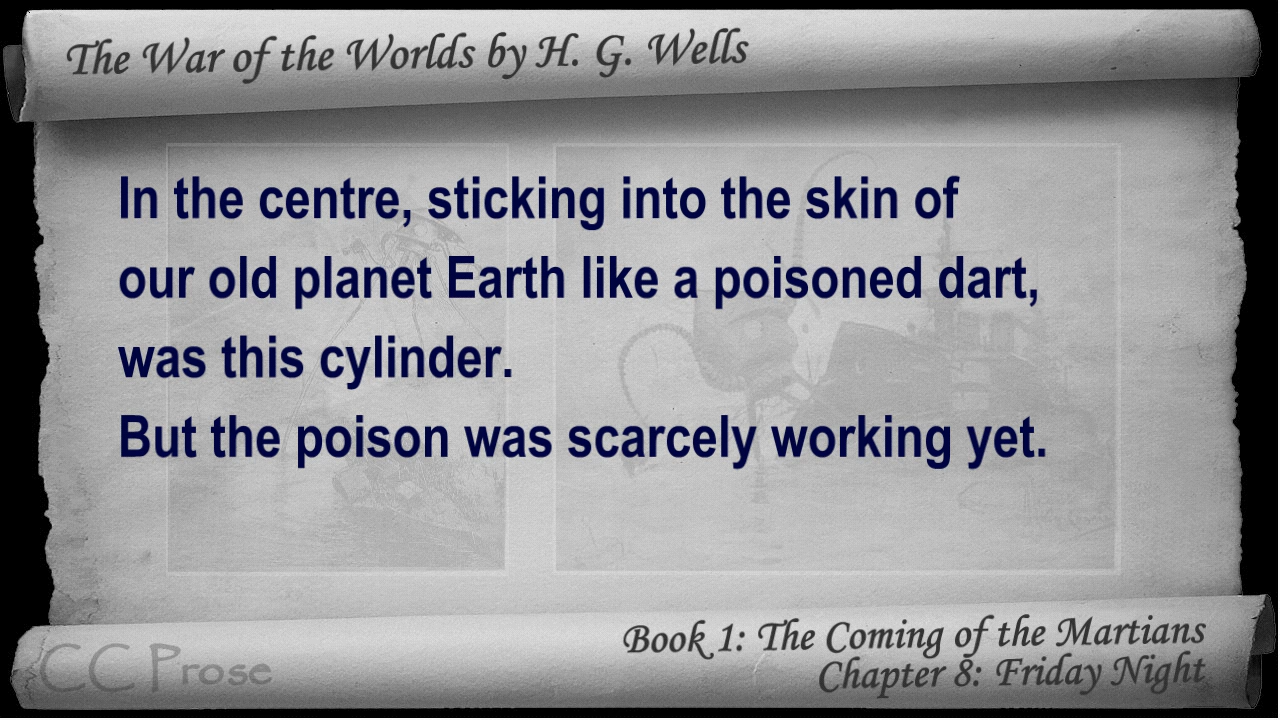 The War of the Worlds by H. G. Wells
In the centre, sticking into the skin of
our old planet Earth like a poisoned dart,
was this cylinder.
But the poison was scarcely working yet.
Book 1: The Coming of the Martians
Chapter 8: Friday Night
CC Prose